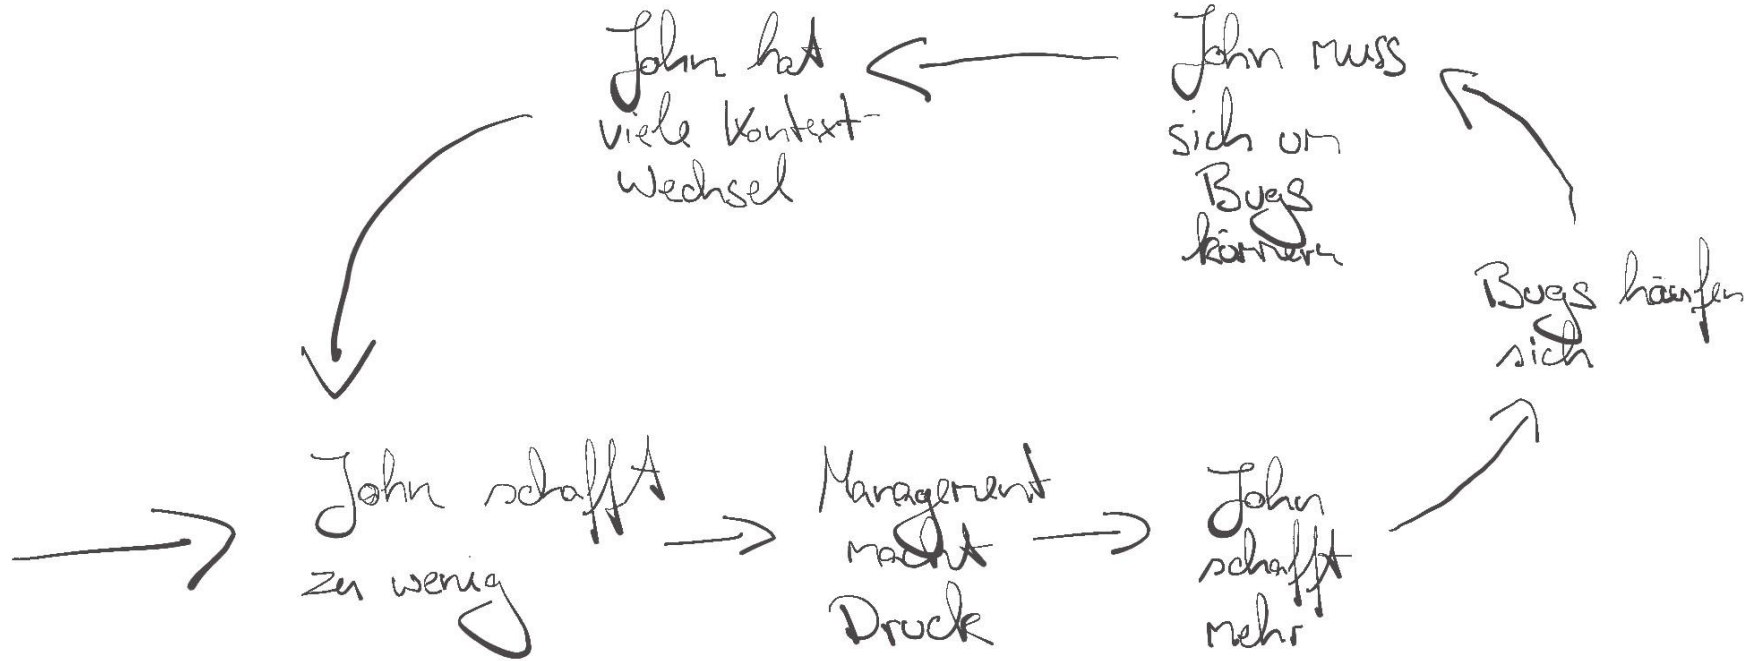 John hat
viele Kontext-
Wechsel
John muss
sich um
Bugs
kümmern
Bugs häufen
sich
John schafft
zu wenig
Management
macht
Druck
John
schafft
mehr